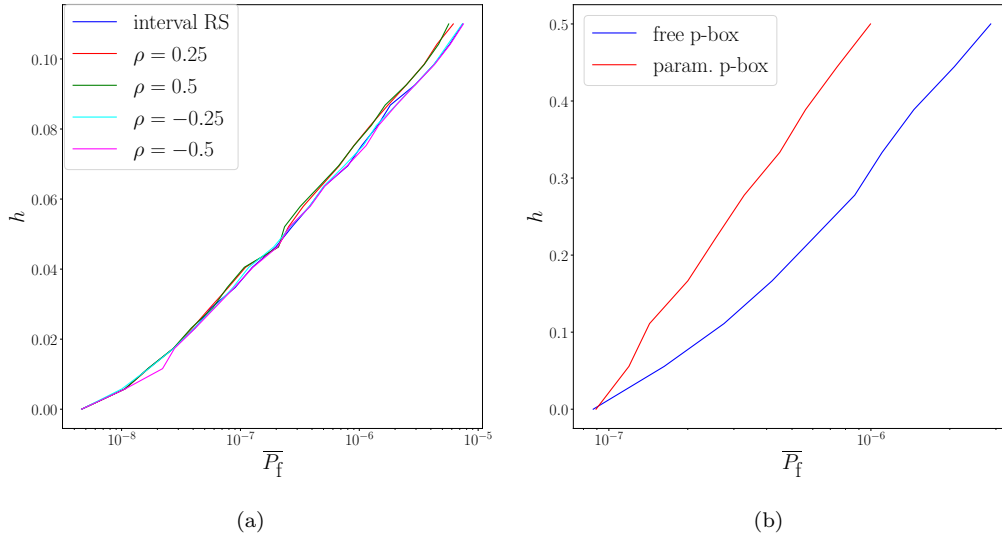 interval RS
ρ = 0.25
ρ = 0.5
ρ = −0.25
ρ = −0.5
0.10
0.08
0.06
0.04
0.02
0.00
h
10⁻⁸
10⁻⁷
10⁻⁶
10⁻⁵
P̅f
(a)
free p-box
param. p-box
0.5
0.4
0.3
0.2
0.1
0.0
h
10⁻⁷
10⁻⁶
P̅f
(b)